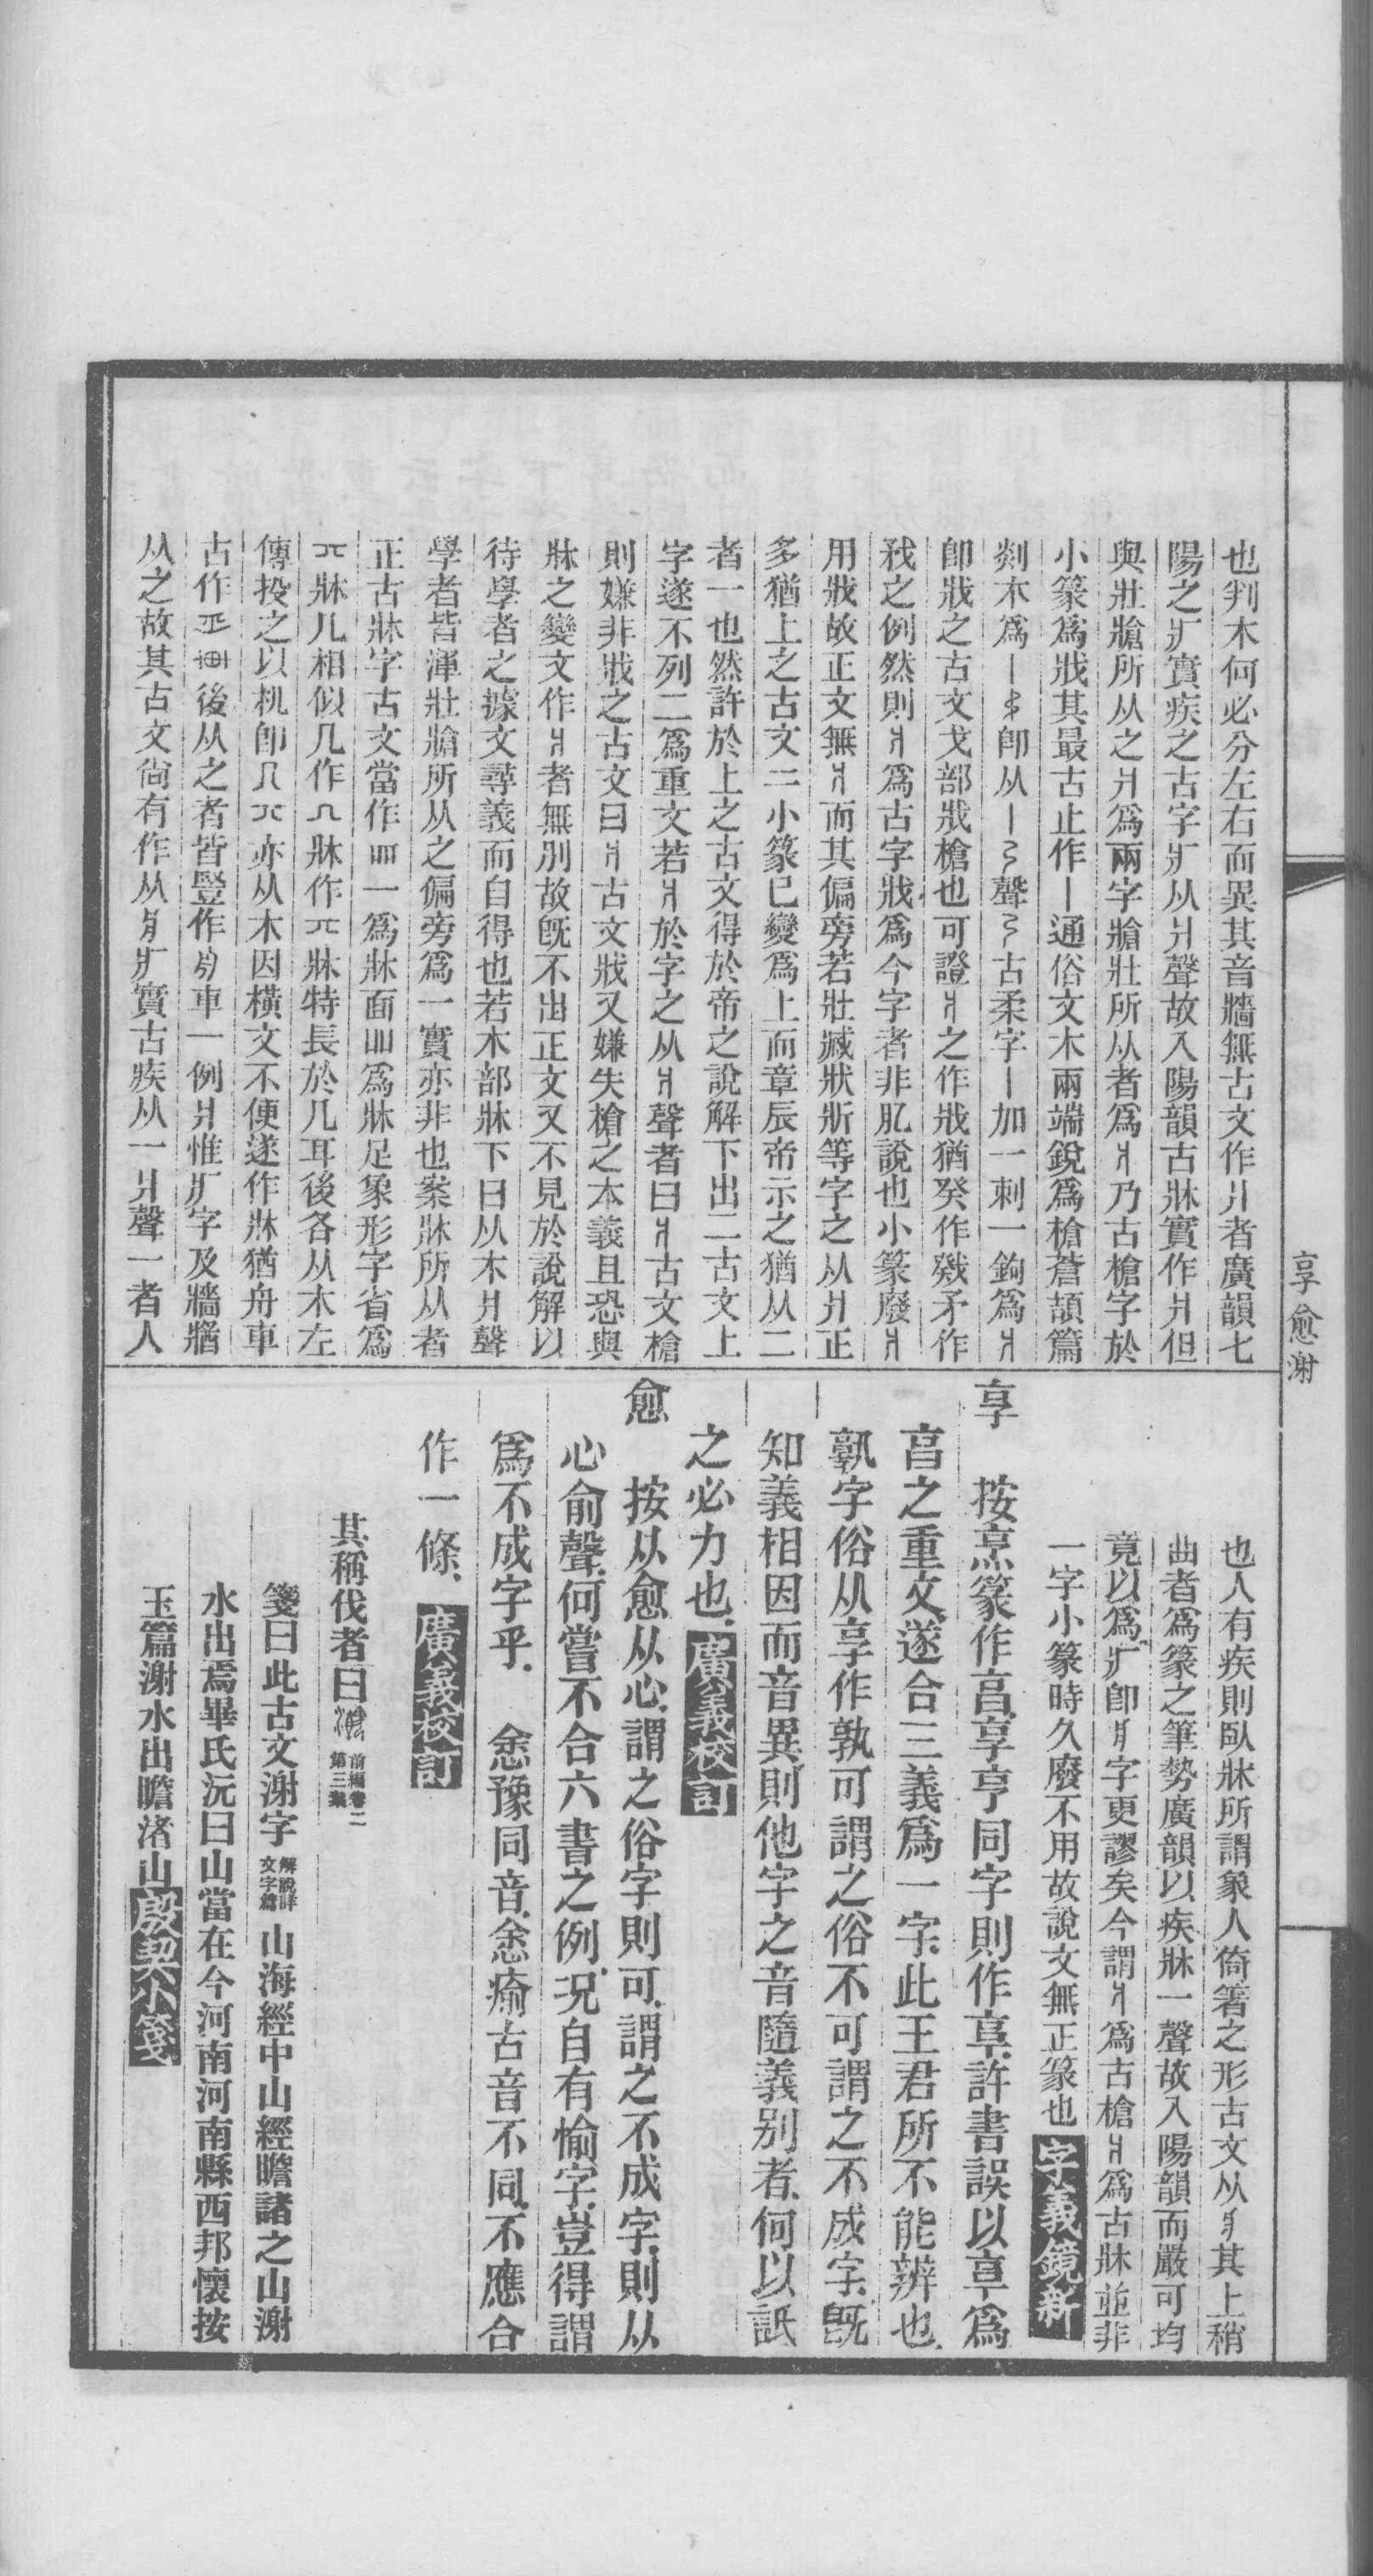 也判木何必分左右而異其音牆無古文作爿者廣韻七
陽之疒實疾之古字疒从爿聲故入陽韻古牀實作爿但
與壯牄所从之爿爲兩字牄壯所从者爲爿乃古槍字於
小篆爲戕其最古止作丨通俗文木兩端銳爲槍蒼頡篇
剡木爲丨卽从丨聲古柔字丨加一刺一鉤爲爿
卽戕之古文戈部戕槍也可證爿之作戕猶癸作戣矛作
之例然則爿爲古字戕爲今字者非肊說也小篆廢爿
用戕故正文無爿而其偏旁若壯臧狀斨等字之从爿正
多猶上之古文二小篆已變爲上而章辰帝示之猶从二
者一也然許於上之古文得於帝之說解下出二古文上
字遂不列二爲重文若爿於字之从爿聲者曰爿古文槍
則嫌非戕之古文曰爿古文戕又嫌失槍之本義且恐與
牀之變文作爿者無別故旣不出正文又不見於說解以
待學者之據文尋義而自得也若木部牀下曰从木爿聲
學者皆渾壯牄所从之偏旁爲一實亦非也案牀所从者
正古牀字古文當作一爲牀面爲牀足象形字省爲
牀几相似几作牀作牀特長於几耳後各从木左
傳投之以机卽亦从木因橫文不便遂作牀猶舟車
古作後从之者皆豎作車一例爿惟疒字及牆牄
从之故其古文尙有作从疒實古疾从一爿聲一者人
也人有疾則臥牀所謂象人倚箸之形古文从其上稍
曲者爲篆之筆勢廣韻以疾牀一聲故入陽韻而嚴可均
竟以爲疒卽字更謬矣今謂爿爲古槍爿爲古牀並非
一字小篆時久廢不用故說文無正篆也字義鏡新
享 按烹篆作亯享亨同字則作𦎫許書誤以𦎫爲
亯之重文遂合三義爲一字此王君所不能辨也
孰字俗从享作孰可謂之俗不可謂之不成字旣
知義相因而音異則他字之音隨義別者何以詆
之必力也廣義校訂
愈 按从愈从心謂之俗字則可謂之不成字則从
心俞聲何嘗不合六書之例況自有愉字豈得謂
爲不成字乎 悆豫同音悆瘉古音不同不應合
作一條廣義校訂
其稱伐者曰 前編卷二第三葉
箋曰此古文謝字 解說詳文字篇 山海經中山經瞻諸之山謝
水出焉畢氏沅曰山當在今河南河南縣西邦懷按
玉篇謝水出瞻渚山殷契小箋
享愈謝